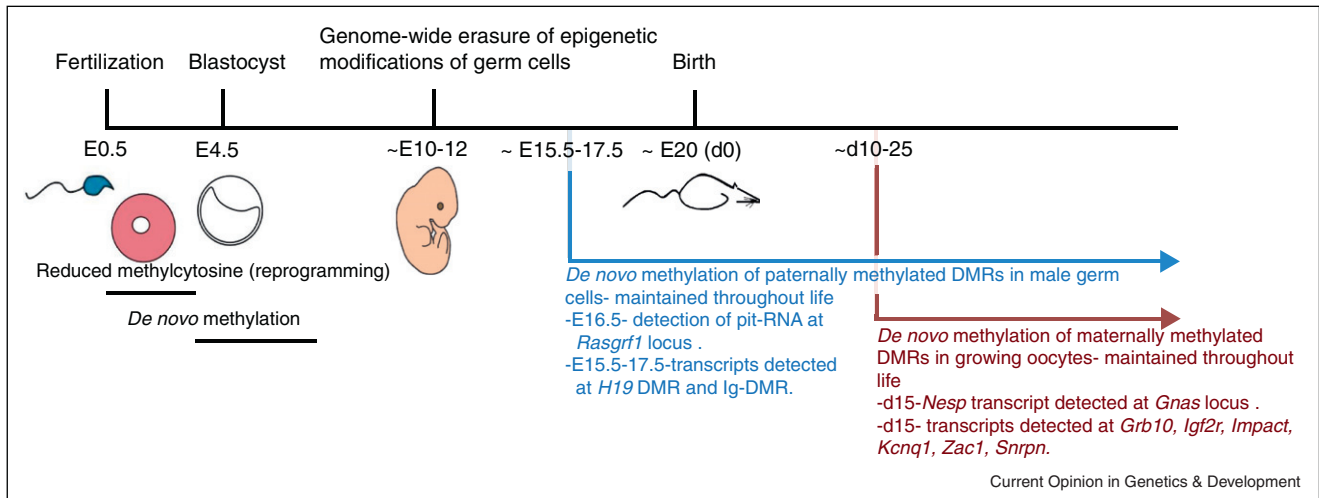 Genome-wide erasure of epigenetic
modifications of germ cells
Fertilization
Blastocyst
Birth
E0.5
E4.5
~E10-12
~ E15.5-17.5
~ E20 (d0)
~d10-25
Reduced methylcytosine (reprogramming)
De novo methylation
De novo methylation of paternally methylated DMRs in male germ
cells- maintained throughout life
-E16.5- detection of pit-RNA at
Rasgrf1 locus .
-E15.5-17.5-transcripts detected
at H19 DMR and Ig-DMR.
De novo methylation of maternally methylated
DMRs in growing oocytes- maintained throughout
life
-d15-Nesp transcript detected at Gnas locus .
-d15- transcripts detected at Grb10, Igf2r, Impact,
Kcnq1, Zac1, Snrpn.
Current Opinion in Genetics & Development